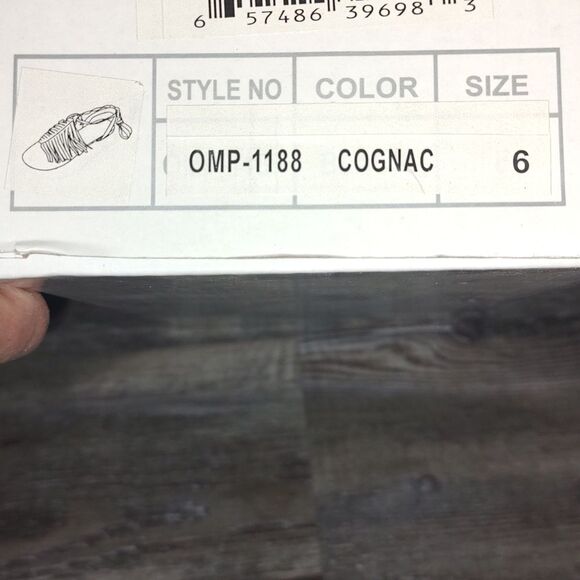 6 57486 39698 3
STYLE NO COLOR SIZE
OMP-1188 COGNAC 6